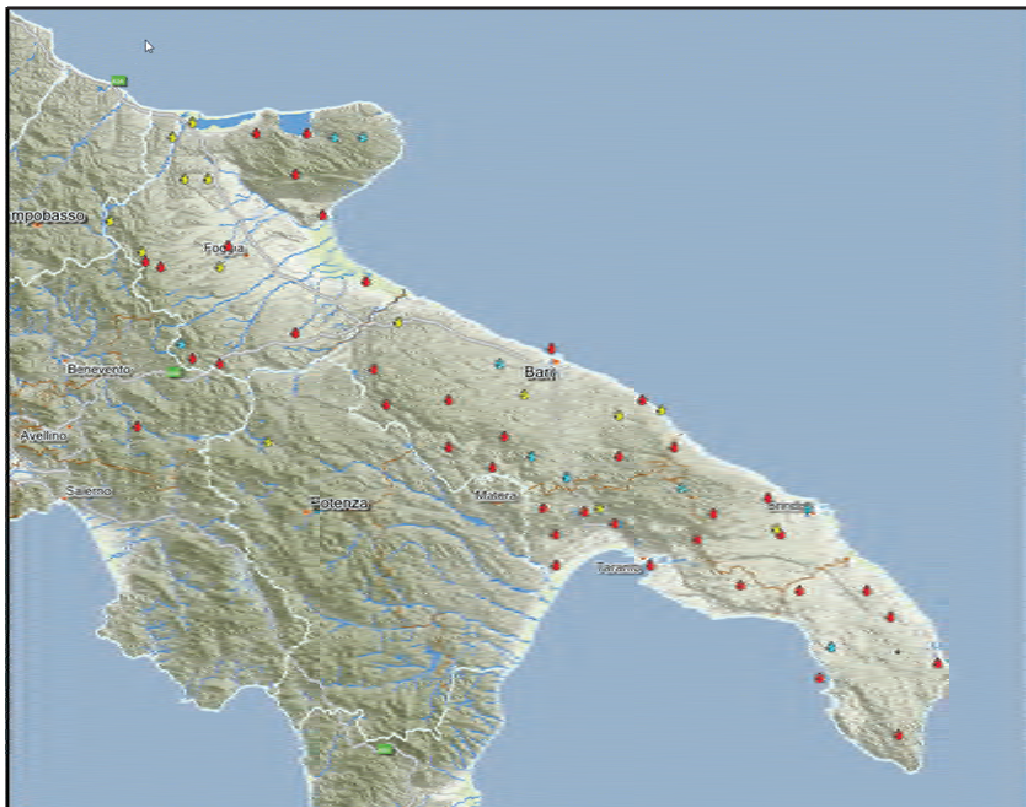 mpobasso
Foggia
Bari
Benevento
Avellino
Salerno
Potenza
Matera
Brindisi
Taranto